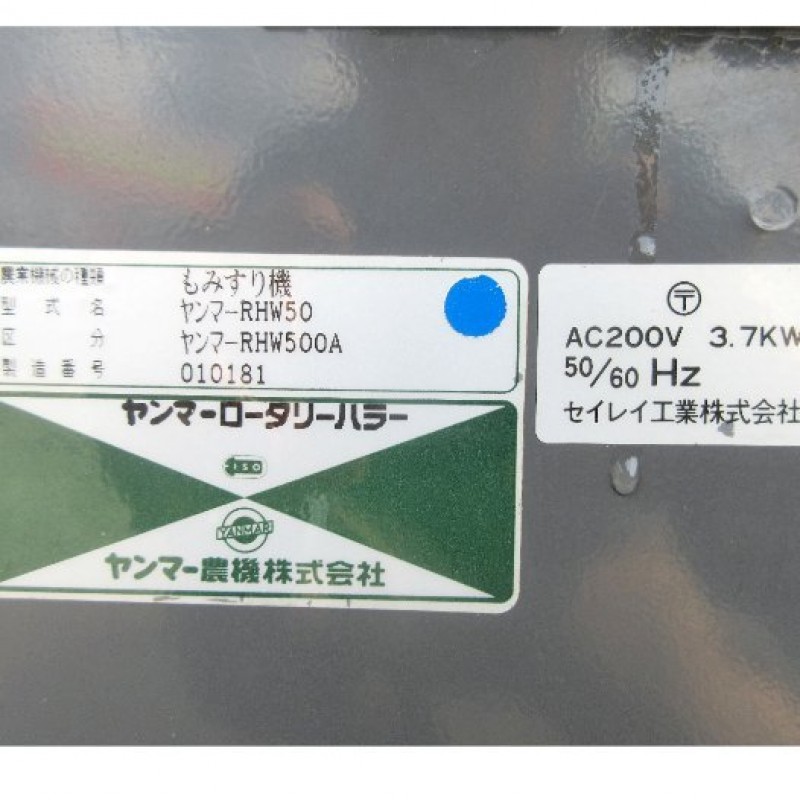 農業機械の種類 もみすり機
型式名 ヤンマーRHW50
区分 ヤンマーRHW500A
製造番号 010181
ヤンマーロータリーハラー
ISO
YANMAR
ヤンマー農機株式会社
〒
AC200V 3.7KW
50/60 Hz
セイレイ工業株式会社